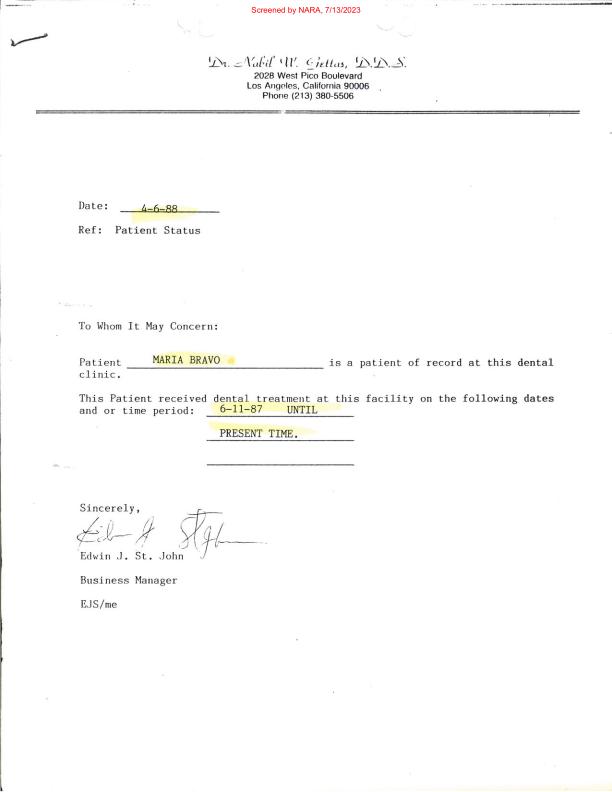 Screened by NARA, 7/13/2023
Dr. Nabil W. Gettas, D.D.S.
2028 West Pico Boulevard
Los Angeles, California 90006
Phone (213) 380-5506
Date: 4-6-88
Ref: Patient Status
To Whom It May Concern:
Patient MARIA BRAVO is a patient of record at this dental
clinic.
This Patient received dental treatment at this facility on the following dates
and or time period: 6-11-87 UNTIL
PRESENT TIME.
Sincerely,
Edwin J. St. John
Business Manager
EJS/me